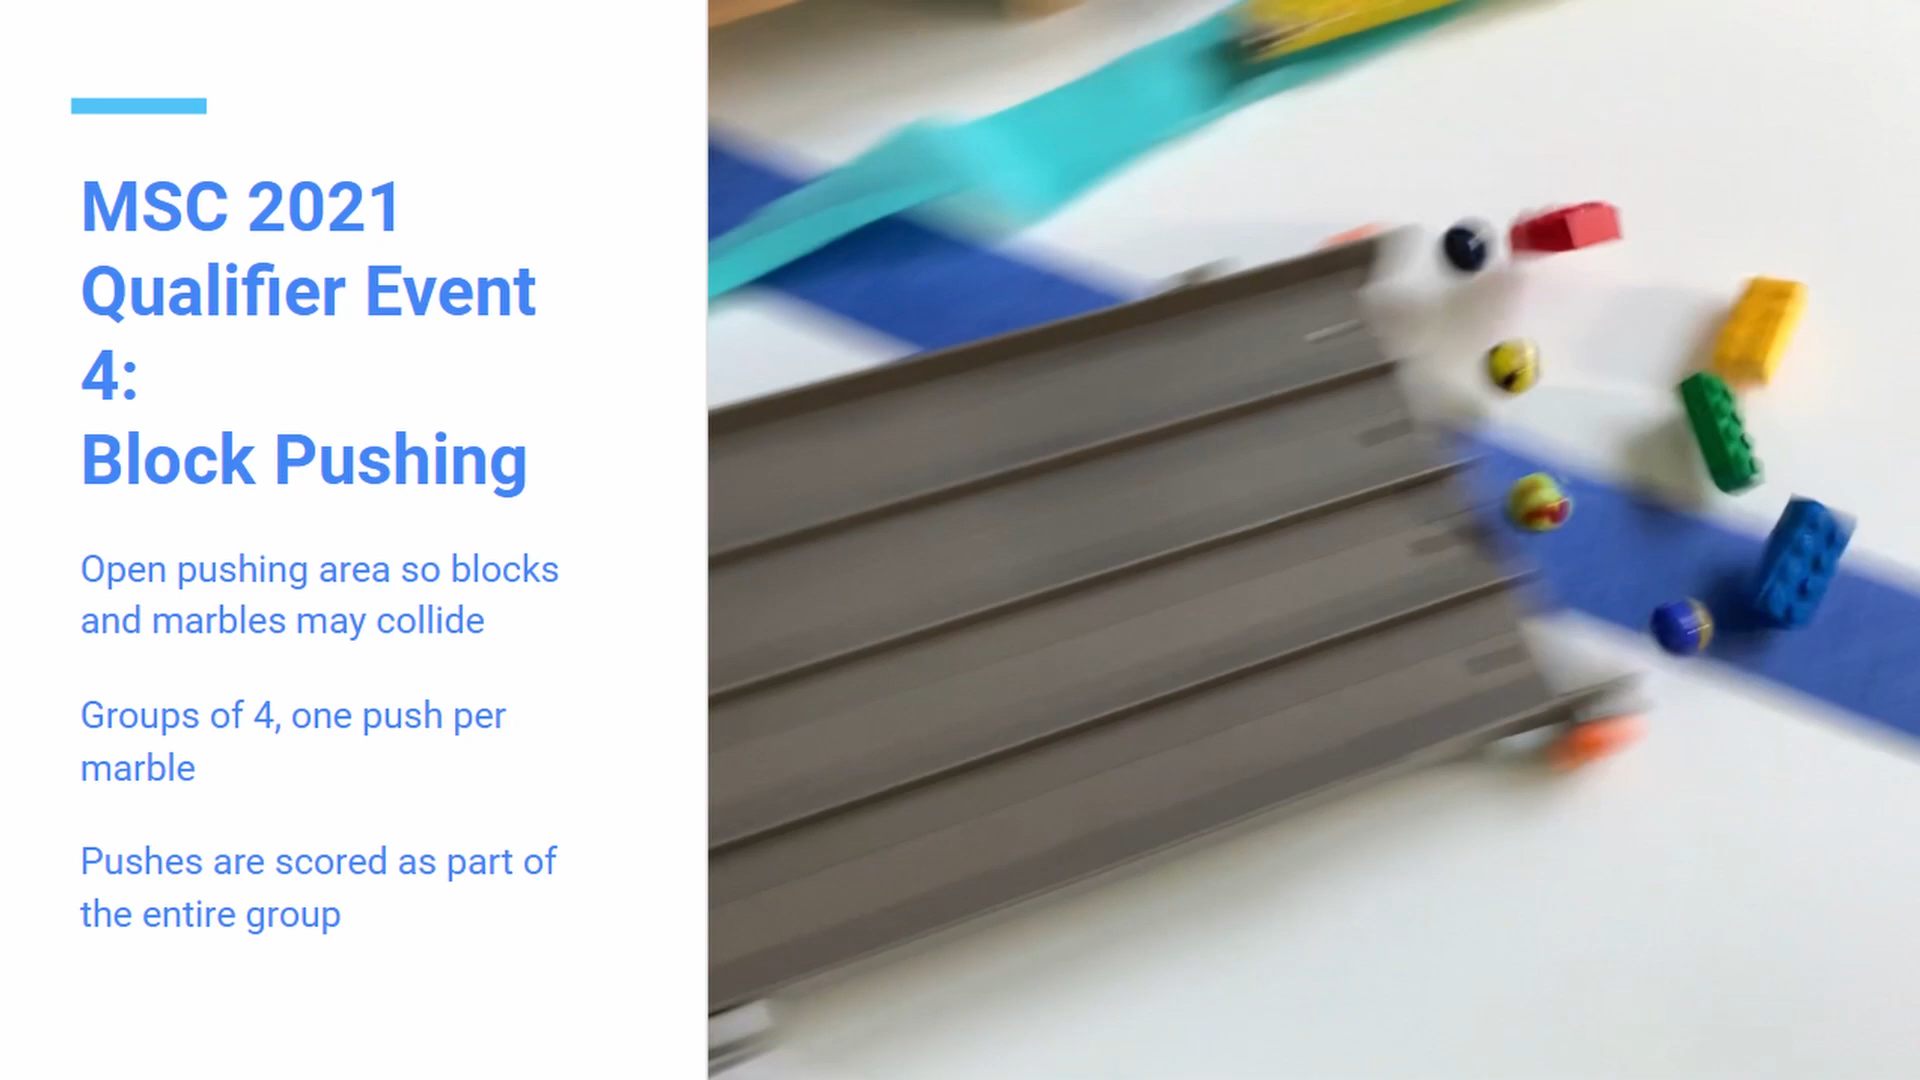 MSC 2021
Qualifier Event
4:
Block Pushing
Open pushing area so blocks
and marbles may collide
Groups of 4, one push per
marble
Pushes are scored as part of
the entire group